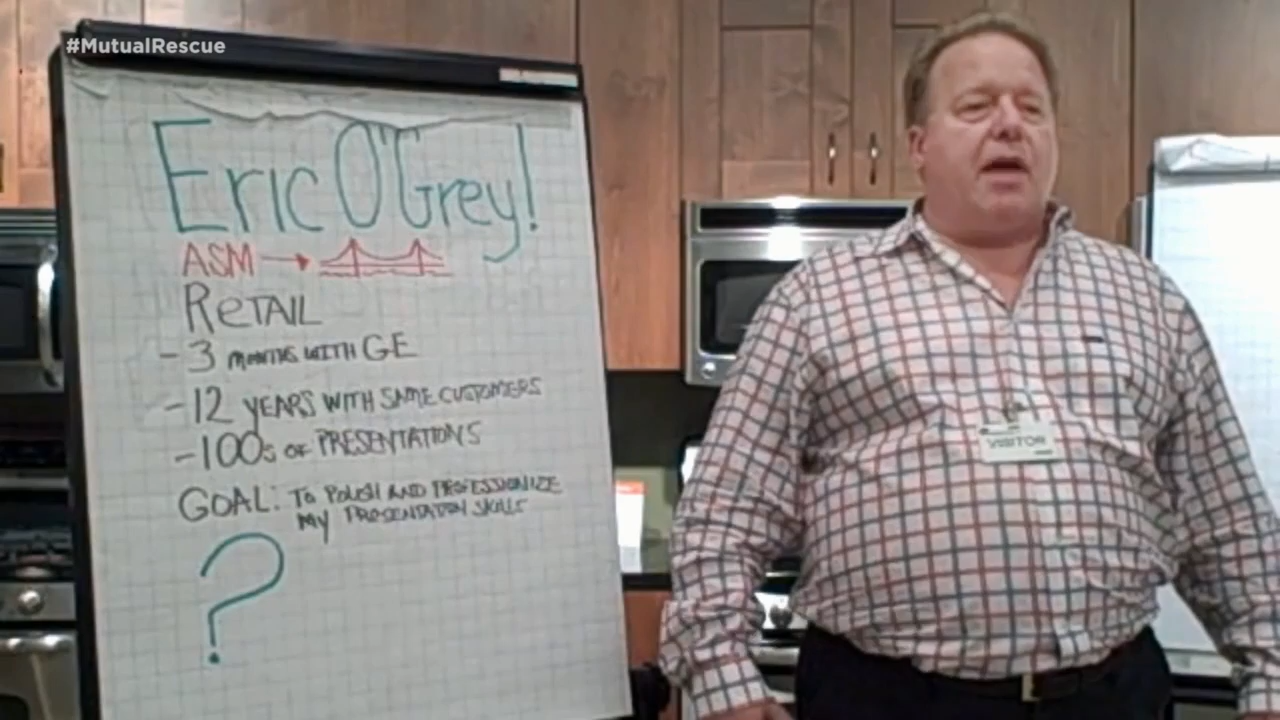 #MutualRescue
Eric O'Grey!
ASM →
RETAIL
- 3 MONTHS WITH GE
- 12 YEARS WITH SAME CUSTOMERS
- 100s OF PRESENTATIONS
GOAL: TO POLISH AND PROFESSIONIZE
MY PRESENTATION SKILLS
?
VISITOR